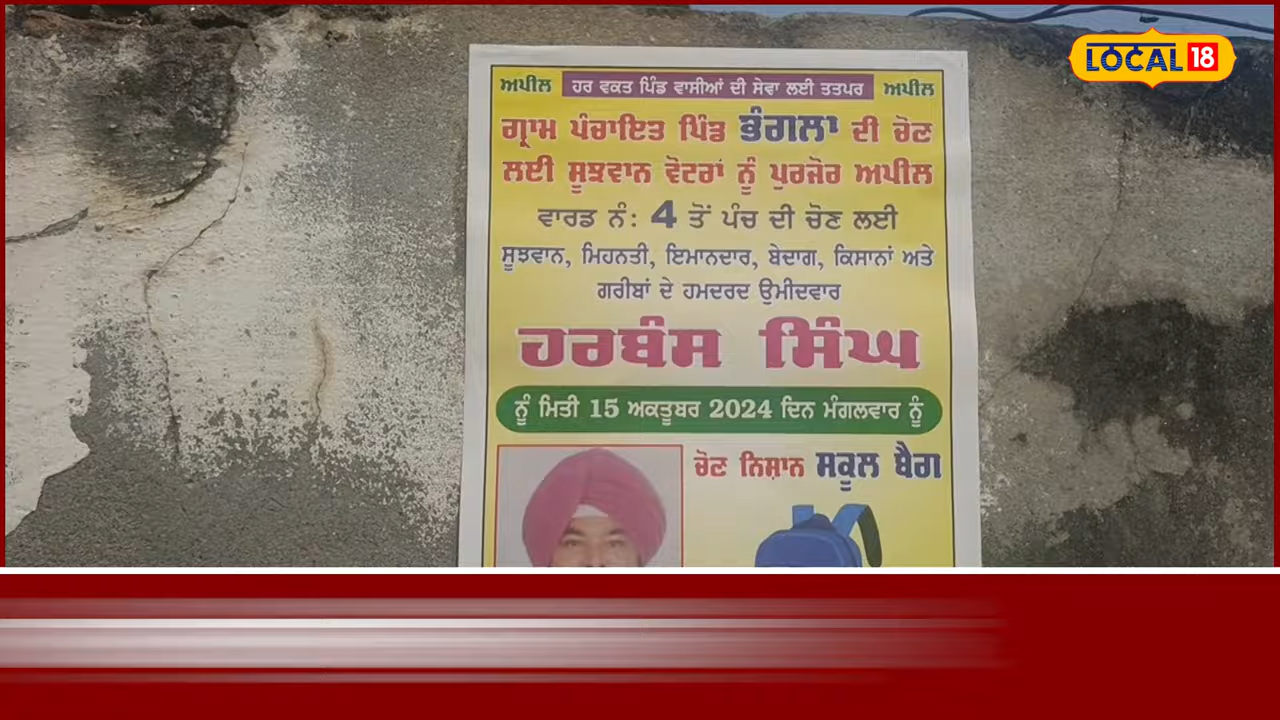 LOCAL 18
ਅਪੀਲ ਹਰ ਵਕਤ ਪਿੰਡ ਵਾਸੀਆਂ ਦੀ ਸੇਵਾ ਲਈ ਤਤਪਰ ਅਪੀਲ
ਗ੍ਰਾਮ ਪੰਚਾਇਤ ਪਿੰਡ ਭੰਗਲਾ ਦੀ ਚੋਣ
ਲਈ ਸੂਝਵਾਨ ਵੋਟਰਾਂ ਨੂੰ ਪੁਰਜੋਰ ਅਪੀਲ
ਵਾਰਡ ਨੰ: 4 ਤੋਂ ਪੰਚ ਦੀ ਚੋਣ ਲਈ
ਸੂਝਵਾਨ, ਮਿਹਨਤੀ, ਇਮਾਨਦਾਰ, ਬੇਦਾਗ, ਕਿਸਾਨਾਂ ਅਤੇ
ਗਰੀਬਾਂ ਦੇ ਹਮਦਰਦ ਉਮੀਦਵਾਰ
ਹਰਬੰਸ ਸਿੰਘ
ਨੂੰ ਮਿਤੀ 15 ਅਕਤੂਬਰ 2024 ਦਿਨ ਮੰਗਲਵਾਰ ਨੂੰ
ਚੋਣ ਨਿਸ਼ਾਨ ਸਕੂਲ ਬੈਗ